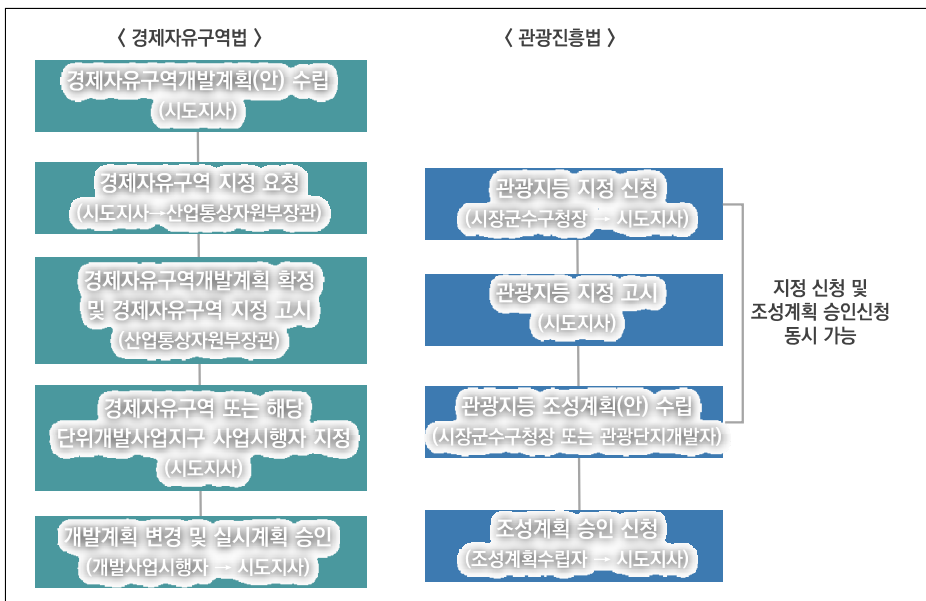 〈 경제자유구역법 〉
경제자유구역개발계획(안) 수립
(시도지사)
경제자유구역 지정 요청
(시도지사→산업통상자원부장관)
경제자유구역개발계획 확정
및 경제자유구역 지정 고시
(산업통상자원부장관)
경제자유구역 또는 해당
단위개발사업지구 사업시행자 지정
(시도지사)
개발계획 변경 및 실시계획 승인
(개발사업시행자 → 시도지사)
〈 관광진흥법 〉
관광지등 지정 신청
(시장군수구청장 → 시도지사)
관광지등 지정 고시
(시도지사)
관광지등 조성계획(안) 수립
(시장군수구청장 또는 관광단지개발자)
조성계획 승인 신청
(조성계획수립자 → 시도지사)
지정 신청 및
조성계획 승인신청
동시 가능